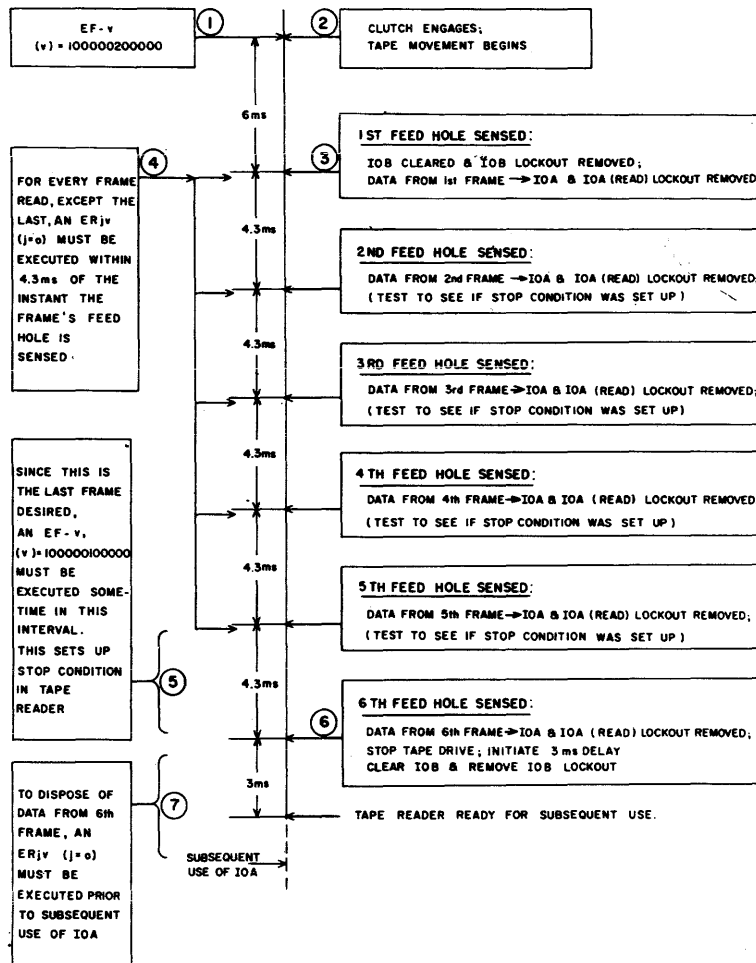 EF-v
(v) = 100000200000
1
2
CLUTCH ENGAGES;
TAPE MOVEMENT BEGINS
6ms
4
FOR EVERY FRAME
READ, EXCEPT THE
LAST, AN ERjv
(j=o) MUST BE
EXECUTED WITHIN
4.3ms OF THE
INSTANT THE
FRAME'S FEED
HOLE IS
SENSED.
3
1ST FEED HOLE SENSED:
IOB CLEARED & IOB LOCKOUT REMOVED;
DATA FROM 1st FRAME → IOA & IOA (READ) LOCKOUT REMOVED
4.3ms
2ND FEED HOLE SENSED:
DATA FROM 2nd FRAME → IOA & IOA (READ) LOCKOUT REMOVED;
(TEST TO SEE IF STOP CONDITION WAS SET UP)
4.3ms
3RD FEED HOLE SENSED:
DATA FROM 3rd FRAME → IOA & IOA (READ) LOCKOUT REMOVED;
(TEST TO SEE IF STOP CONDITION WAS SET UP)
4.3ms
4TH FEED HOLE SENSED:
DATA FROM 4th FRAME → IOA & IOA (READ) LOCKOUT REMOVED
(TEST TO SEE IF STOP CONDITION WAS SET UP)
4.3ms
5TH FEED HOLE SENSED:
DATA FROM 5th FRAME → IOA & IOA (READ) LOCKOUT REMOVED;
(TEST TO SEE IF STOP CONDITION WAS SET UP)
SINCE THIS IS
THE LAST FRAME
DESIRED,
AN EF-v,
(v)=100000100000
MUST BE
EXECUTED SOME-
TIME IN THIS
INTERVAL.
THIS SETS UP
STOP CONDITION
IN TAPE
READER
5
4.3ms
6
6TH FEED HOLE SENSED:
DATA FROM 6th FRAME → IOA & IOA (READ) LOCKOUT REMOVED;
STOP TAPE DRIVE; INITIATE 3 ms DELAY
CLEAR IOB & REMOVE IOB LOCKOUT
3ms
TAPE READER READY FOR SUBSEQUENT USE.
7
TO DISPOSE OF
DATA FROM 6th
FRAME, AN
ERjv (j=o)
MUST BE
EXECUTED PRIOR
TO SUBSEQUENT
USE OF IOA
SUBSEQUENT
USE OF IOA